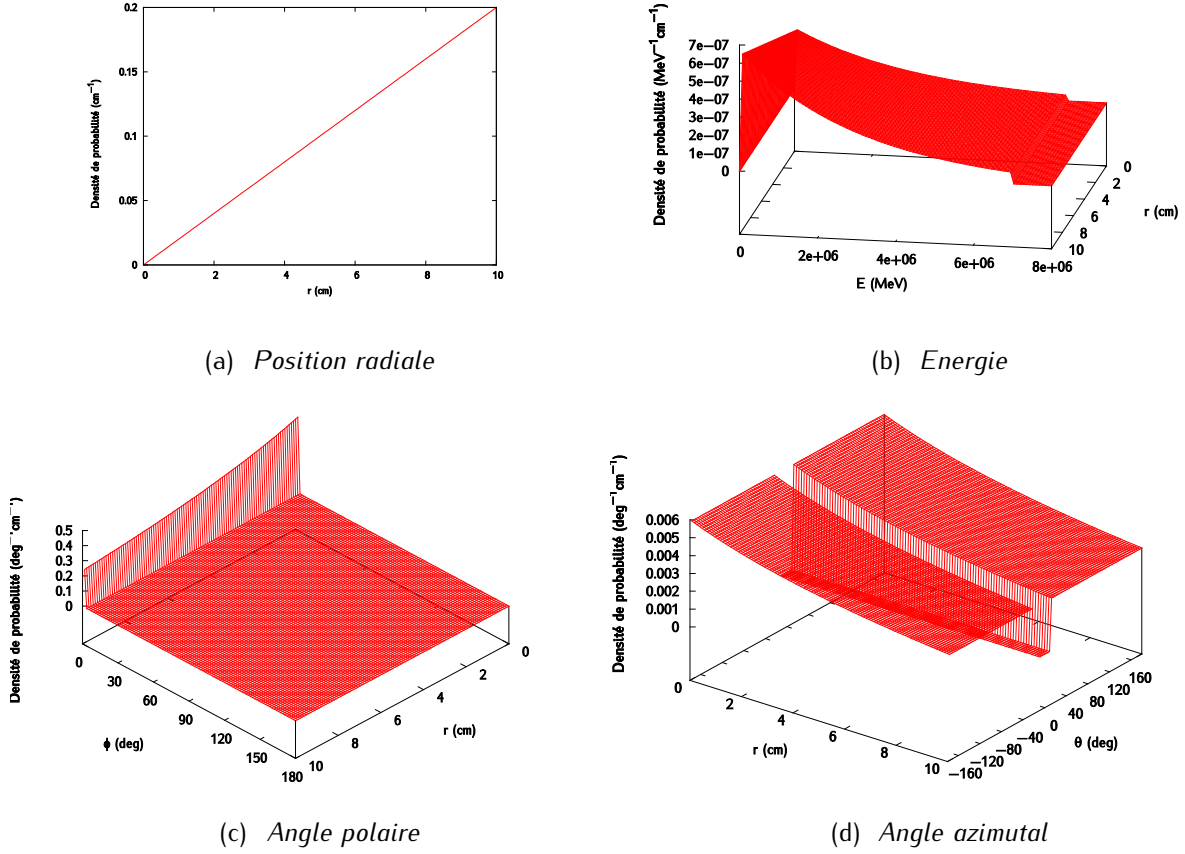 Densité de probabilité (cm⁻¹)
0.2
0.15
0.1
0.05
0
0 2 4 6 8 10
r (cm)
(a) Position radiale
Densité de probabilité (MeV⁻¹cm⁻¹)
7e−07
6e−07
5e−07
4e−07
3e−07
2e−07
1e−07
0
0 2e+06 4e+06 6e+06 8e+06
E (MeV)
0
2
4
6
8
10
r (cm)
(b) Energie
Densité de probabilité (deg⁻¹cm⁻¹)
0.5
0.4
0.3
0.2
0.1
0
0
30
60
90
120
150
180
ϕ (deg)
0
2
4
6
8
10
r (cm)
(c) Angle polaire
Densité de probabilité (deg⁻¹cm⁻¹)
0.006
0.005
0.004
0.003
0.002
0.001
0
0
2
4
6
8
10
r (cm)
160
120
80
40
0
−40
−80
−120
−160
θ (deg)
(d) Angle azimutal